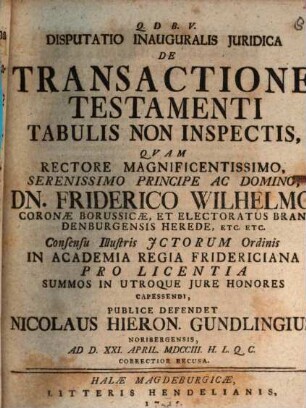 Q. D. B. V.
DISPUTATIO INAUGURALIS JURIDICA
DE
TRANSACTIONE
TESTAMENTI
TABULIS NON INSPECTIS,
QVAM
RECTORE MAGNIFICENTISSIMO,
SERENISSIMO PRINCIPE AC DOMINO,
DN. FRIDERICO WILHELMO
CORONÆ BORUSSICÆ, ET ELECTORATUS BRAN-
DENBURGENSIS HEREDE, ETC. ETC.
Consensu Illustris JCTORUM Ordinis
IN ACADEMIA REGIA FRIDERICIANA
PRO LICENTIA
SUMMOS IN UTROQUE JURE HONORES
CAPESSENDI,
PUBLICE DEFENDET
NICOLAUS HIERON. GUNDLINGIUS
NORIBERGENSIS,
AD D. XXI. APRIL. MDCCIII. H. L. Q. C.
CORRECTIOR RECUSA.
HALÆ MAGDEBURGICÆ,
LITTERIS HENDELIANIS,